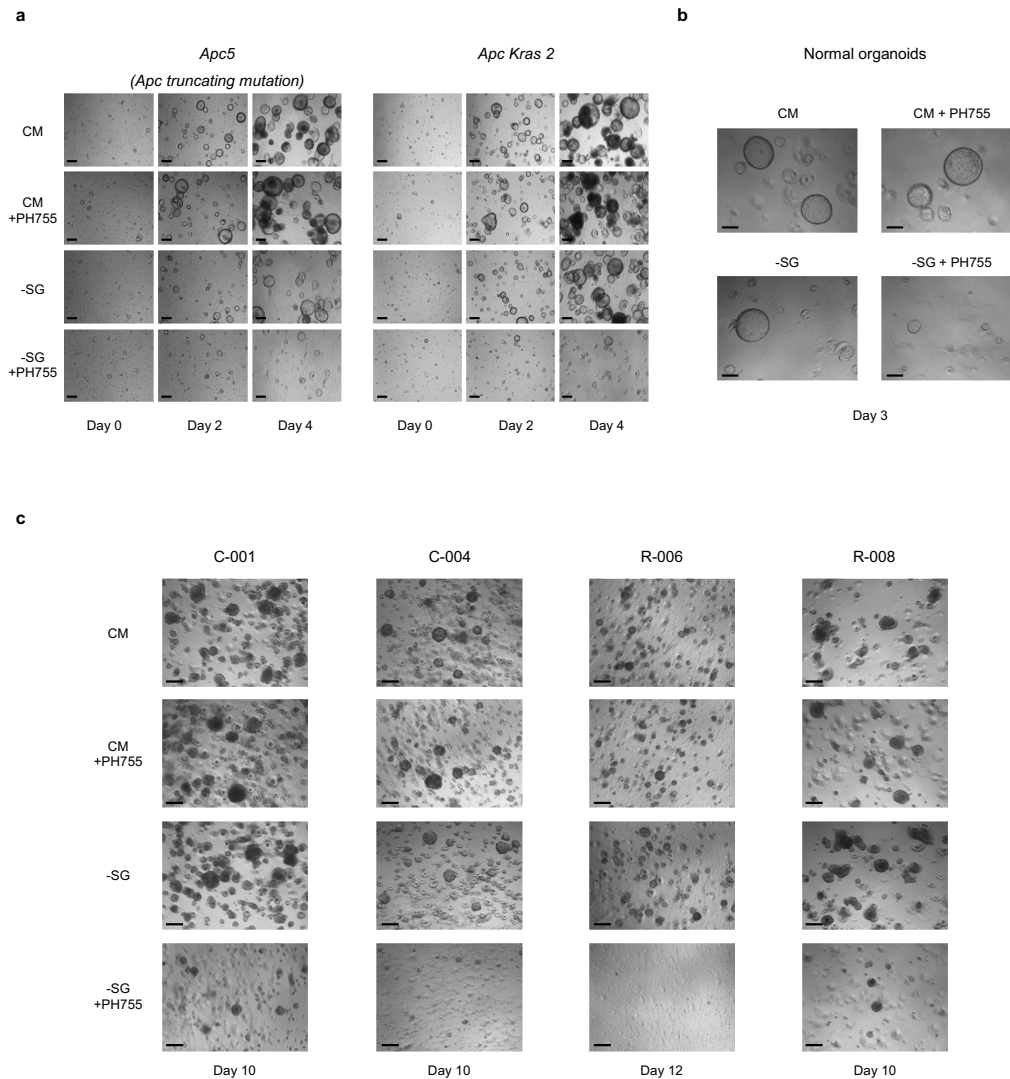 a
Apc5
(Apc truncating mutation)
Apc Kras 2
CM
CM
+PH755
-SG
-SG
+PH755
Day 0
Day 2
Day 4
Day 0
Day 2
Day 4
b
Normal organoids
CM
CM + PH755
-SG
-SG + PH755
Day 3
c
C-001
C-004
R-006
R-008
CM
CM
+PH755
-SG
-SG
+PH755
Day 10
Day 10
Day 12
Day 10